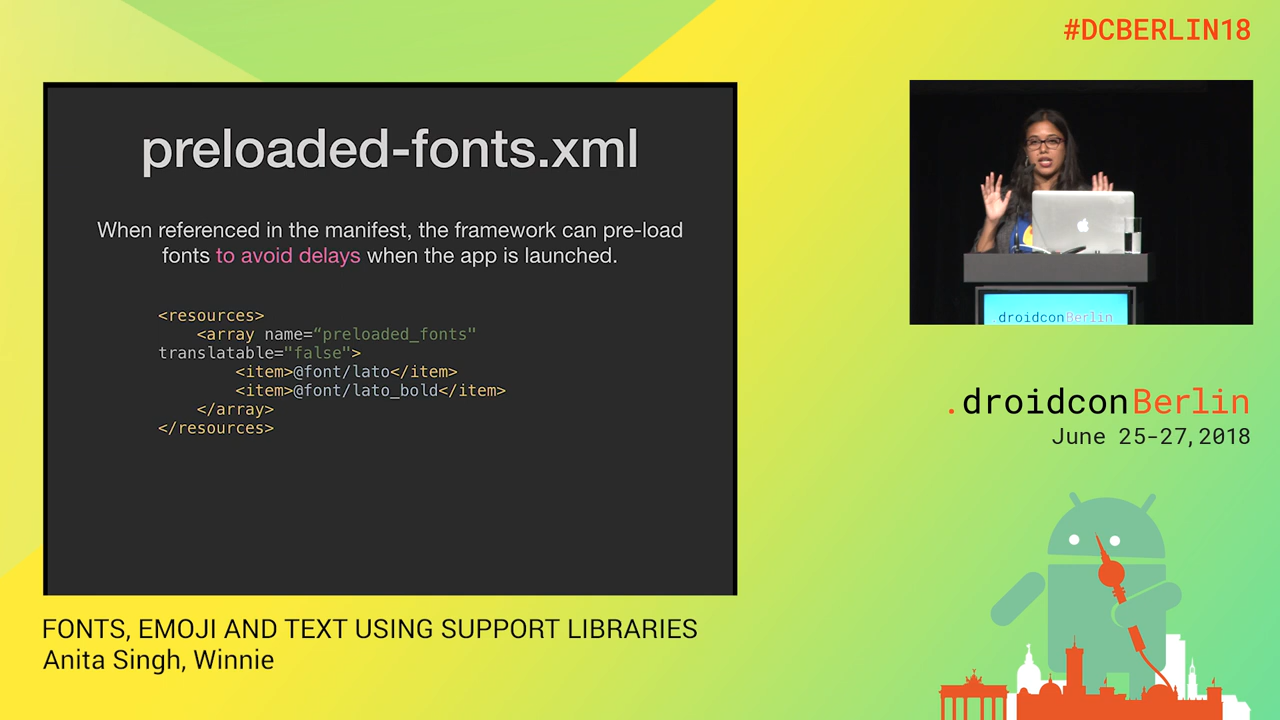 #DCBERLIN18
preloaded-fonts.xml
When referenced in the manifest, the framework can pre-load
fonts to avoid delays when the app is launched.
<resources>
<array name=“preloaded_fonts"
translatable="false">
<item>@font/lato</item>
<item>@font/lato_bold</item>
</array>
</resources>
droidconBerlin
.droidconBerlin
June 25-27,2018
FONTS, EMOJI AND TEXT USING SUPPORT LIBRARIES
Anita Singh, Winnie